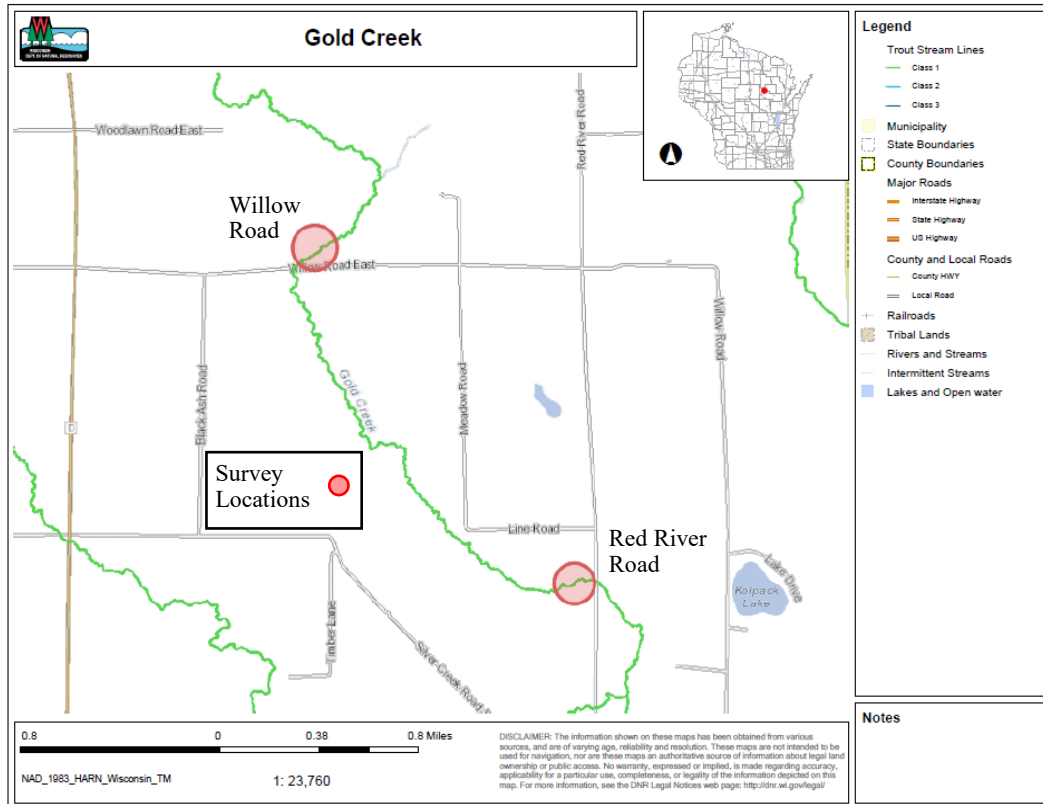 WISCONSIN
DEPT. OF NATURAL RESOURCES
Gold Creek
Woodlawn Road East
Red River Road
Willow
Road
Willow Road East
Willow Road
Gold Creek
Black Ash Road
Meadow Road
D
Survey
Locations
Line Road
Red River
Road
Lake Drive
Kolpack
Lake
Timber Lane
Silver Creek Road
Legend
Trout Stream Lines
Class 1
Class 2
Class 3
Municipality
State Boundaries
County Boundaries
Major Roads
Interstate Highway
State Highway
US Highway
County and Local Roads
County HWY
Local Road
Railroads
Tribal Lands
Rivers and Streams
Intermittent Streams
Lakes and Open water
Notes
0.8 0 0.38 0.8 Miles
NAD_1983_HARN_Wisconsin_TM
1: 23,760
DISCLAIMER: The information shown on these maps has been obtained from various
sources, and are of varying age, reliability and resolution. These maps are not intended to be
used for navigation, nor are these maps an authoritative source of information about legal land
ownership or public access. No warranty, expressed or implied, is made regarding accuracy,
applicability for a particular use, completeness, or legality of the information depicted on this
map. For more information, see the DNR Legal Notices web page: http://dnr.wi.gov/legal/